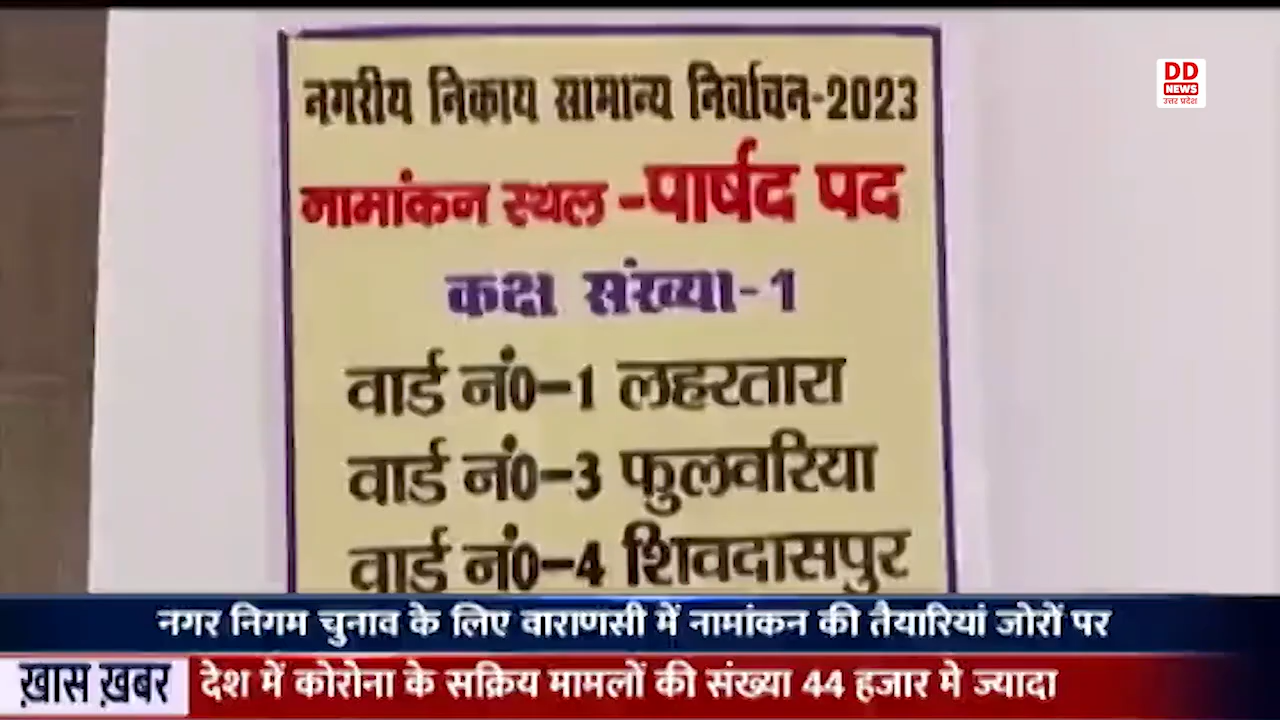 DD
NEWS
उत्तर प्रदेश
नगरीय निकाय सामान्य निर्वाचन-2023
नामांकन स्थल -पार्षद पद
कक्ष संख्या-1
वार्ड नं0-1 लहरतारा
वार्ड नं0-3 फुलवरिया
वार्ड नं0-4 शिवदासपुर
नगर निगम चुनाव के लिए वाराणसी में नामांकन की तैयारियां जोरों पर
ख़ास ख़बर देश में कोरोना के सक्रिय मामलों की संख्या 44 हजार मे ज्यादा